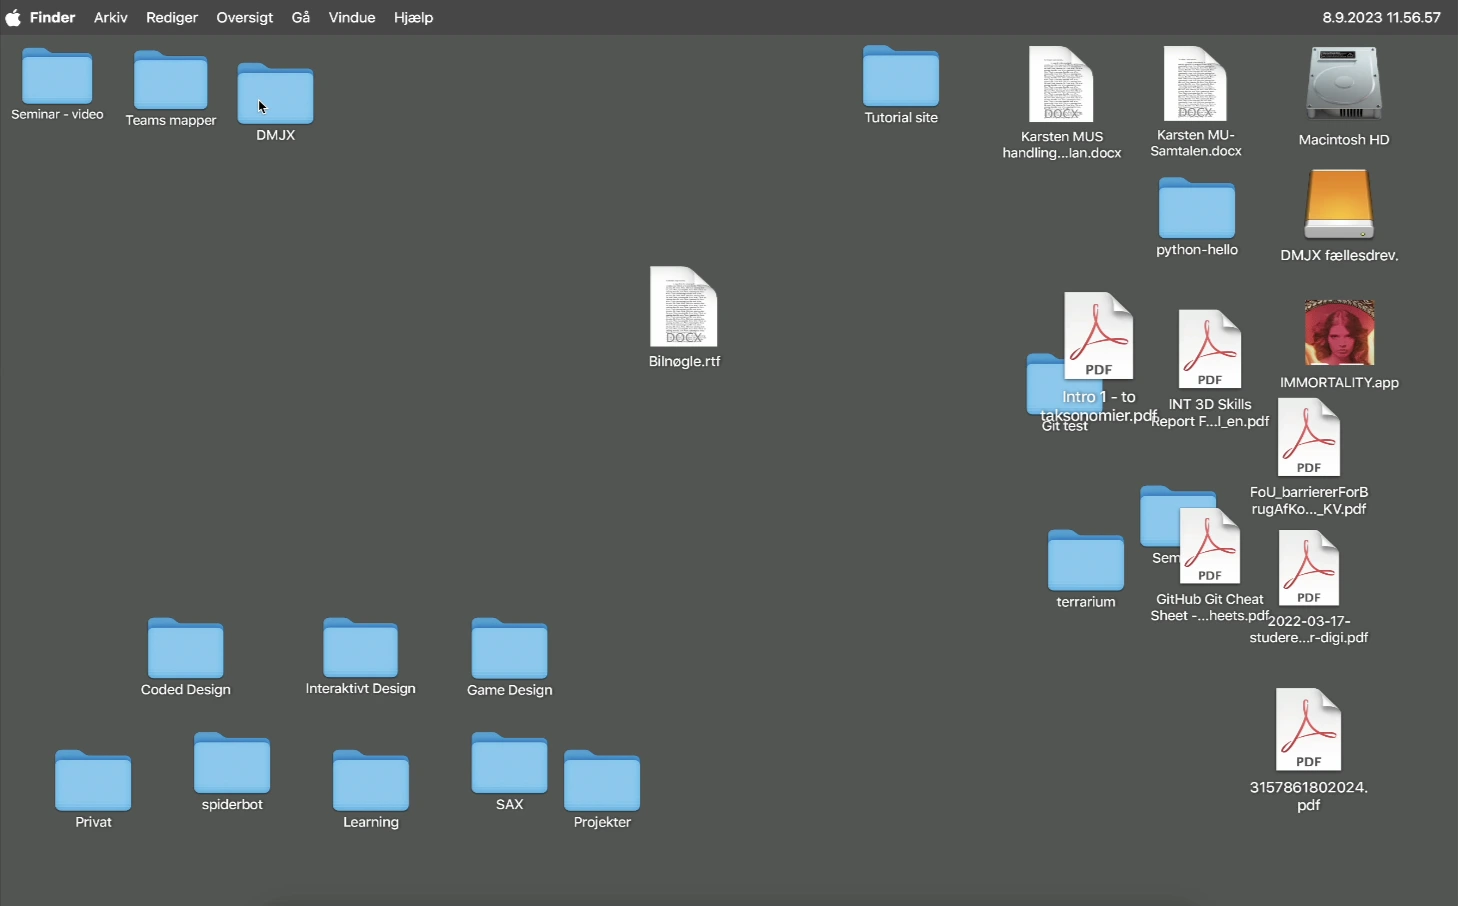 Finder Arkiv Rediger Oversigt Gå Vindue Hjælp 8.9.2023 11.56.57
Seminar - video
Teams mapper
DMJX
Tutorial site
DOCX
Karsten MUS
handling...lan.docx
DOCX
Karsten MU-
Samtalen.docx
Macintosh HD
python-hello
DMJX fællesdrev.
DOCX
Bilnøgle.rtf
PDF
Intro 1 - to
taksonomier.pdf
Git test
PDF
INT 3D Skills
Report F...l_en.pdf
IMMORTALITY.app
PDF
FoU_barriererForB
rugAfKo..._KV.pdf
Sem
terrarium
PDF
GitHub Git Cheat
Sheet -...heets.pdf
PDF
2022-03-17-
studere...r-digi.pdf
Coded Design
Interaktivt Design
Game Design
PDF
3157861802024.
pdf
Privat
spiderbot
Learning
SAX
Projekter